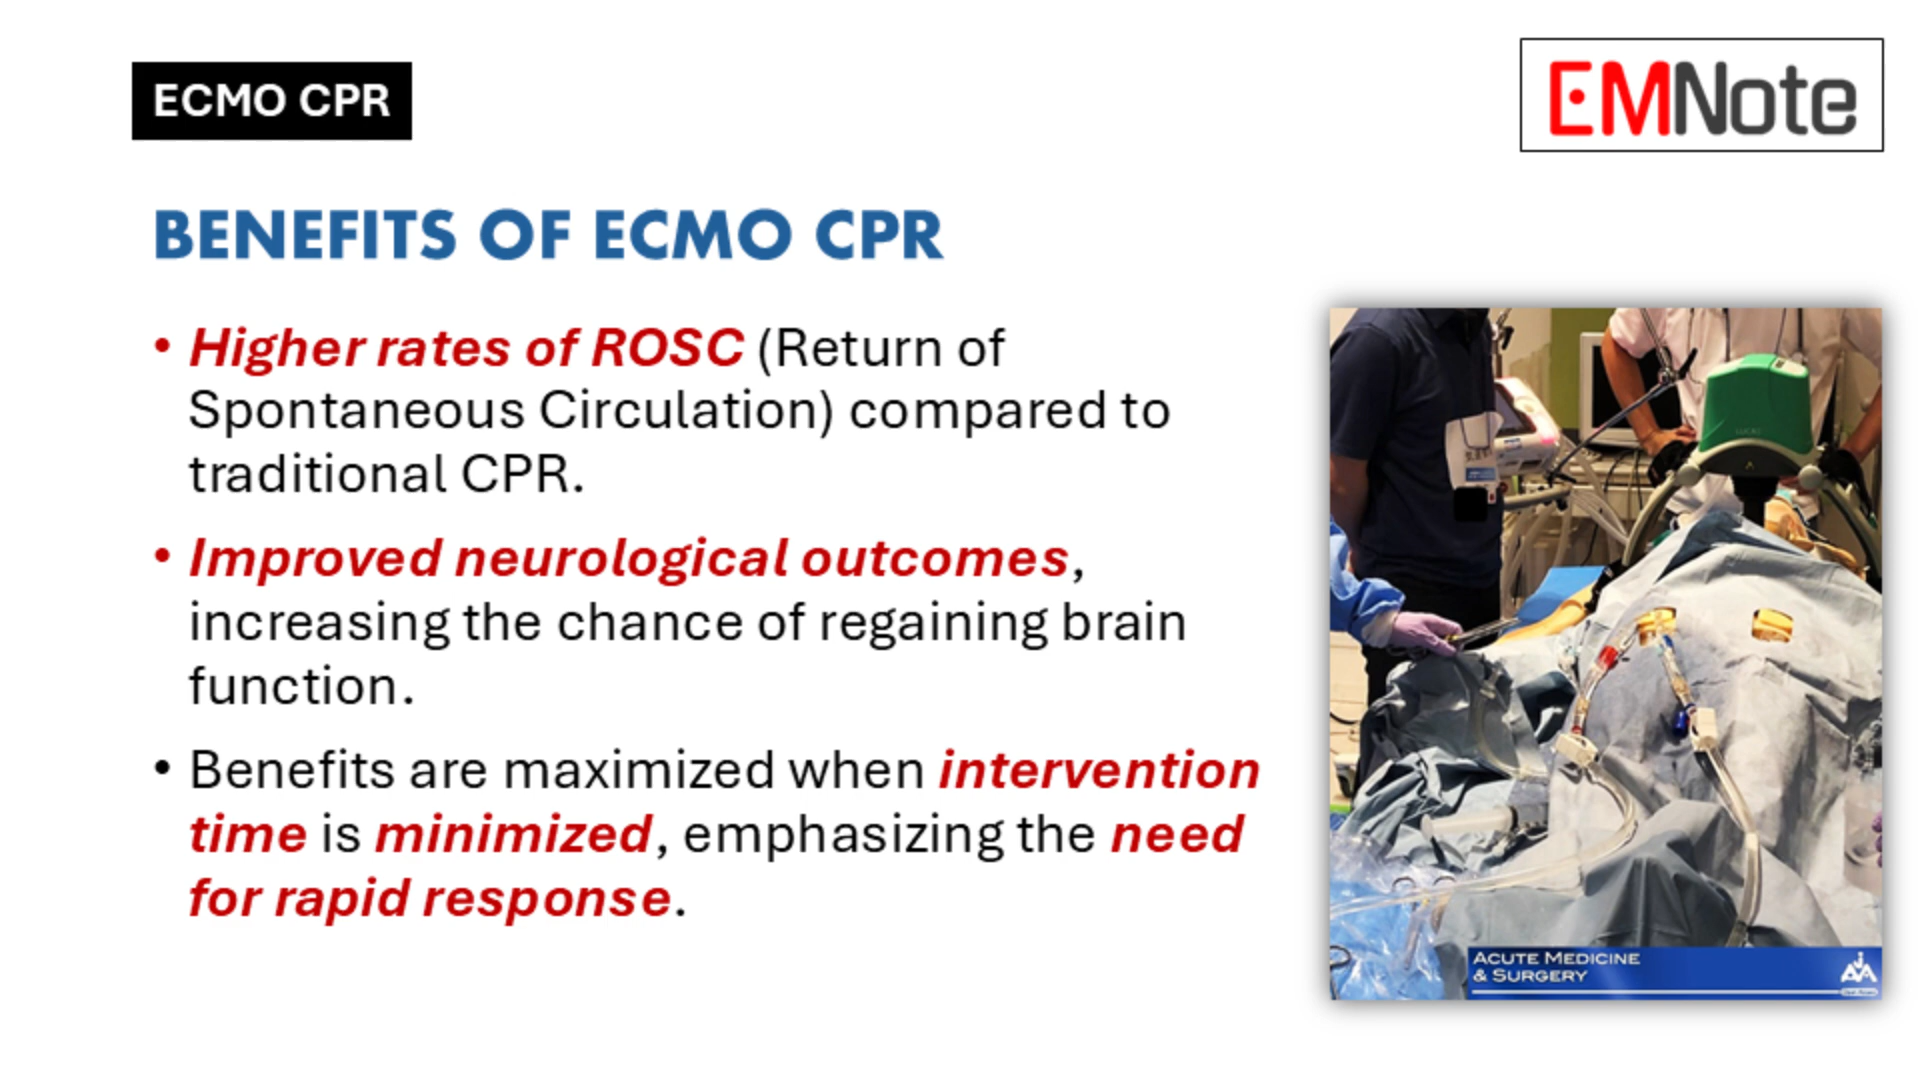 ECMO CPR
EMNote
BENEFITS OF ECMO CPR
• Higher rates of ROSC (Return of
Spontaneous Circulation) compared to
traditional CPR.
• Improved neurological outcomes,
increasing the chance of regaining brain
function.
• Benefits are maximized when intervention
time is minimized, emphasizing the need
for rapid response.
LUCAS
ACUTE MEDICINE
& SURGERY